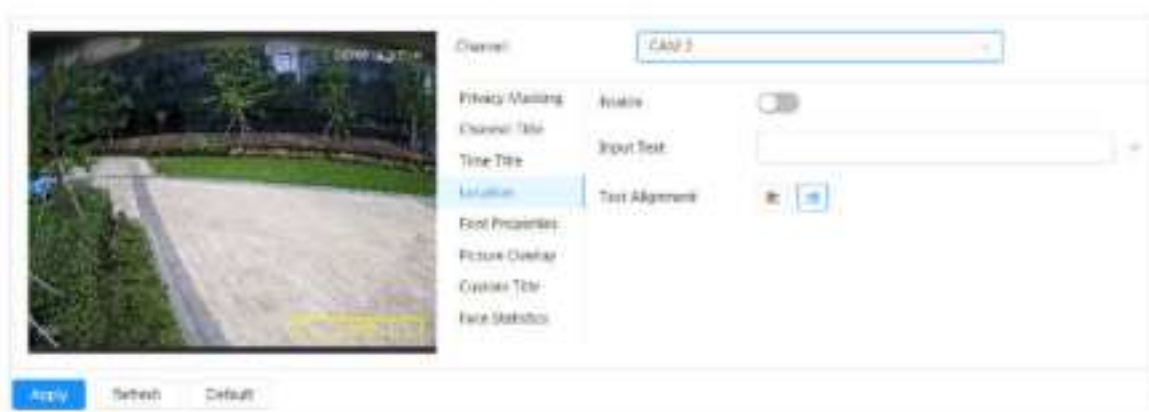 Channel
Privacy Masking
Enable
Channel Title
Input Text
Time Title
Location
Text Alignment
Font Properties
Picture Overlay
Custom Title
Face Statistics
Apply
Refresh
Default